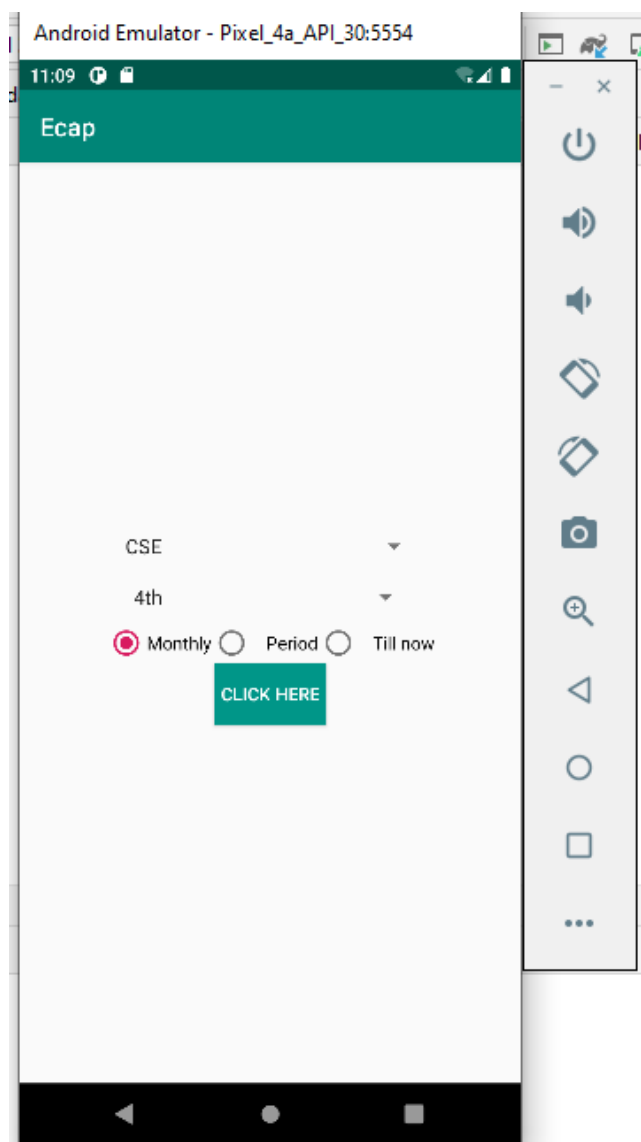 Android Emulator - Pixel_4a_API_30:5554
11:09
Ecap
CSE
4th
Monthly Period Till now
CLICK HERE